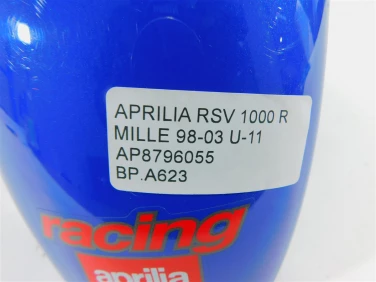 APRILIA RSV 1000 R
MILLE 98-03 U-11
AP8796055
BP.A623
racing
aprilia